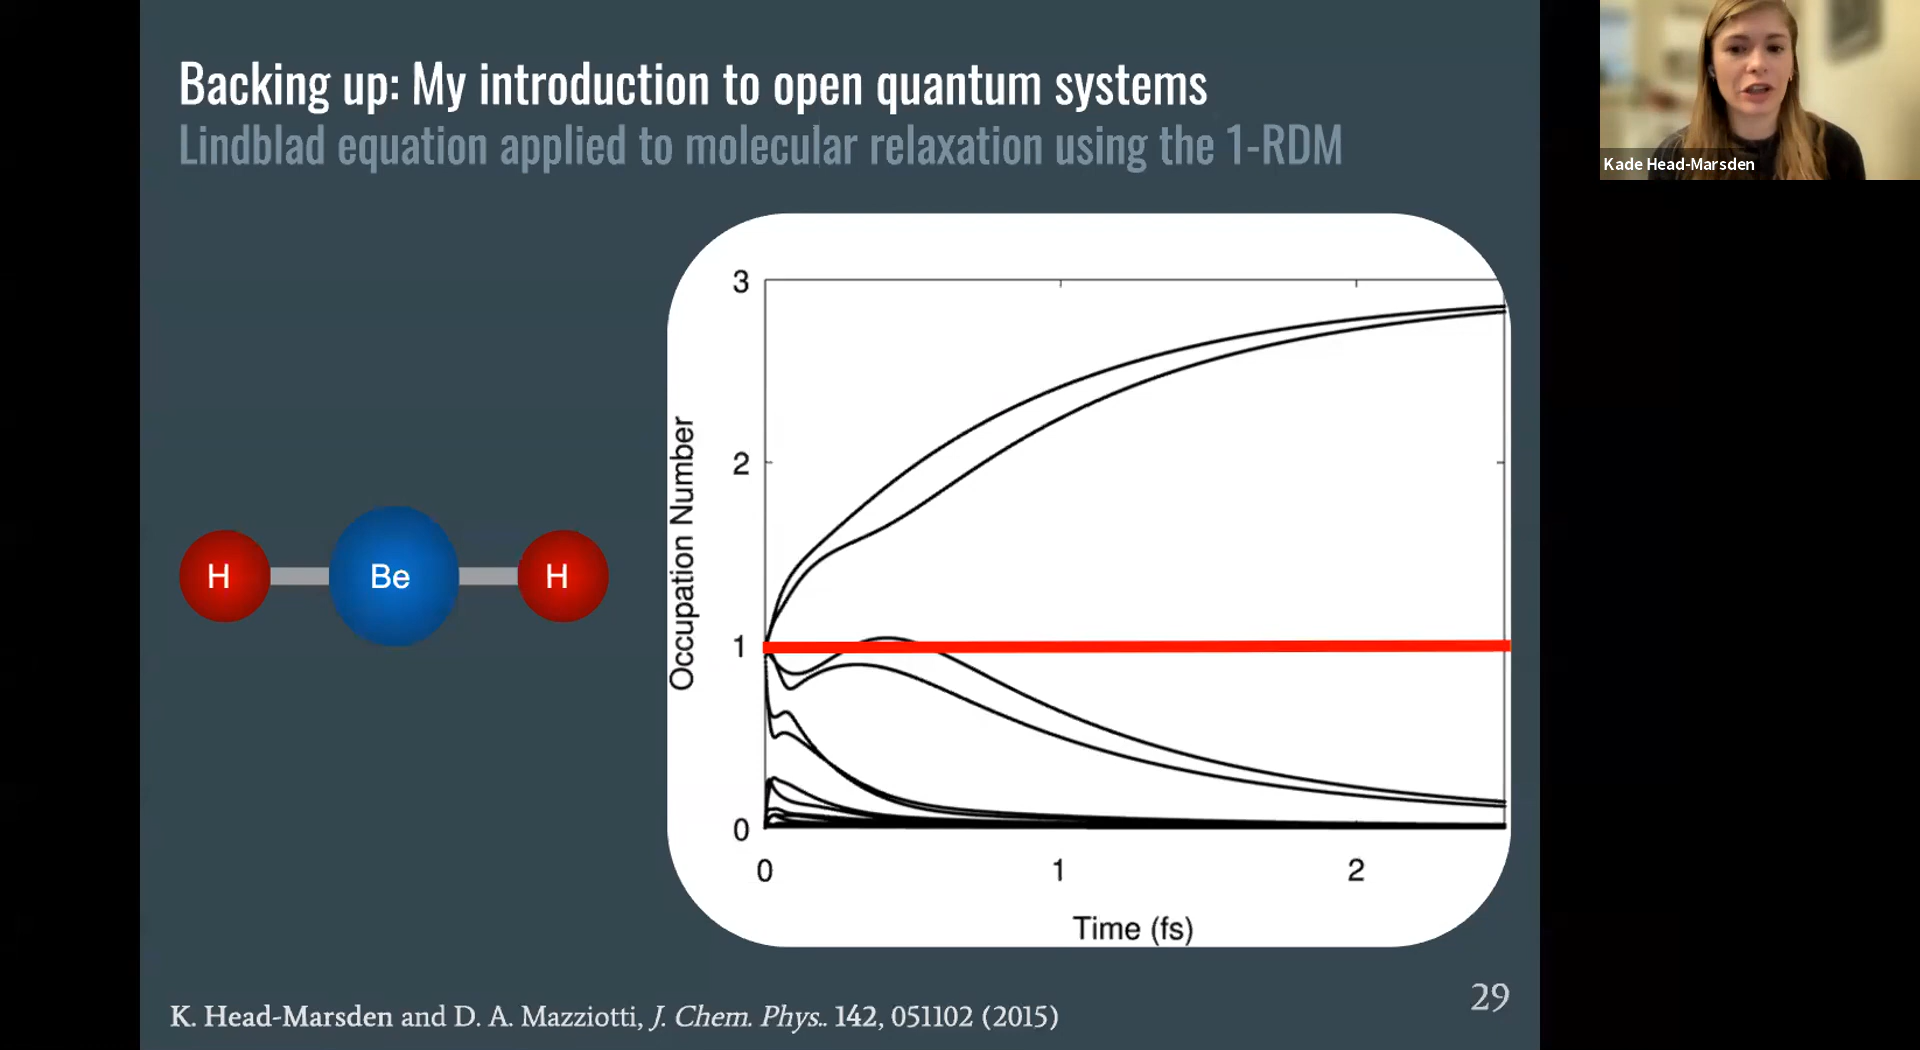 Backing up: My introduction to open quantum systems
Lindblad equation applied to molecular relaxation using the 1-RDM
Kade Head-Marsden
H
Be
H
Occupation Number
3
2
1
0
0
1
2
Time (fs)
K. Head-Marsden and D. A. Mazziotti, J. Chem. Phys.. 142, 051102 (2015)
29